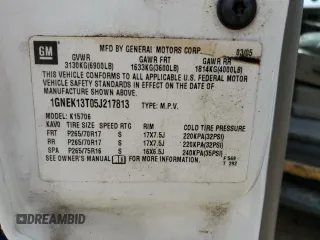 GM
MFD BY GENERAL MOTORS CORP.
03/05
GVWR GAWR FRT GAWR RR
3130KG(6900LB) 1633KG(3600LB) 1814KG(4000LB)
THIS VEHICLE CONFORMS TO ALL APPLICABLE U.S. FEDERAL MOTOR
VEHICLE SAFETY STANDARDS IN EFFECT ON THE DATE OF
MANUFACTURE SHOWN ABOVE.
1GNEK13T05J217813 TYPE: M.P.V.
MODEL: K15706
KAV0 TIRE SIZE SPEED RTG RIM COLD TIRE PRESSURE
FRT P265/70R17 S 17X7.5J 220KPA(32PSI)
RR P265/70R17 S 17X7.5J 220KPA(32PSI)
SPA P265/75R16 S 16X6.5J 240KPA(35PSI)
SEE OWNER'S MANUAL FOR ADDITIONAL INFORMATION.
DREAMBID